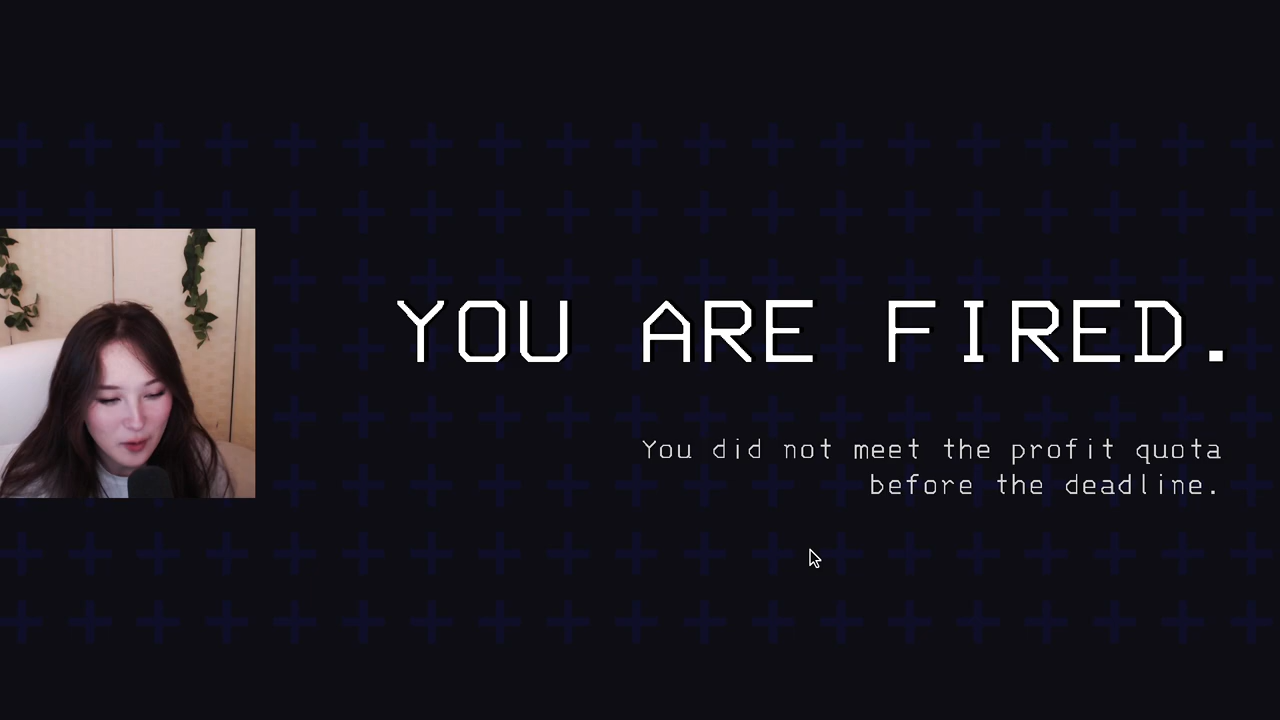 YOU ARE FIRED.
You did not meet the profit quota
before the deadline.